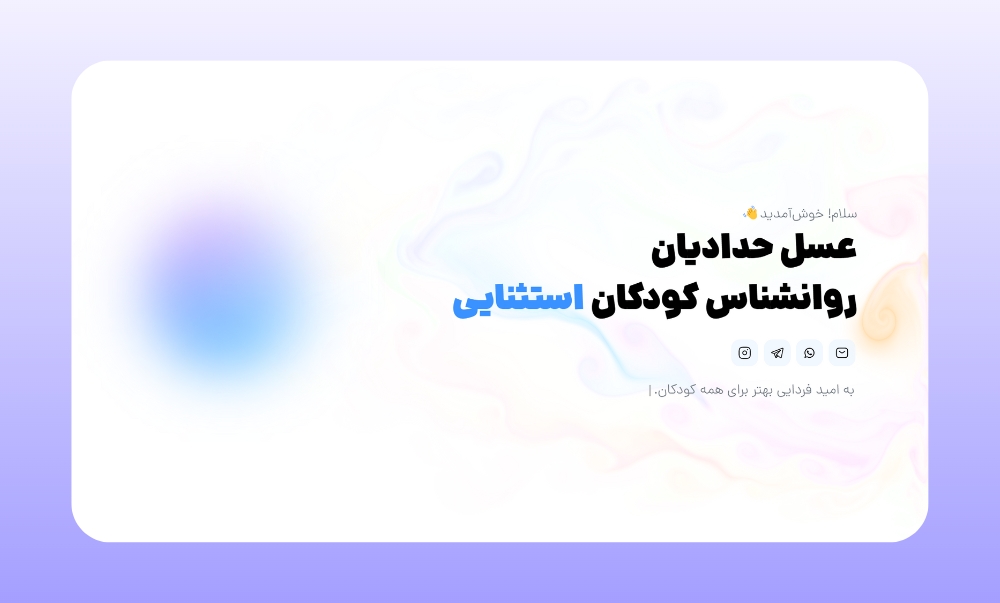 سلام! خوش‌آمدید 👋
عسل حدادیان
روانشناس کودکان استثنایی
به امید فردایی بهتر برای همه کودکان. |